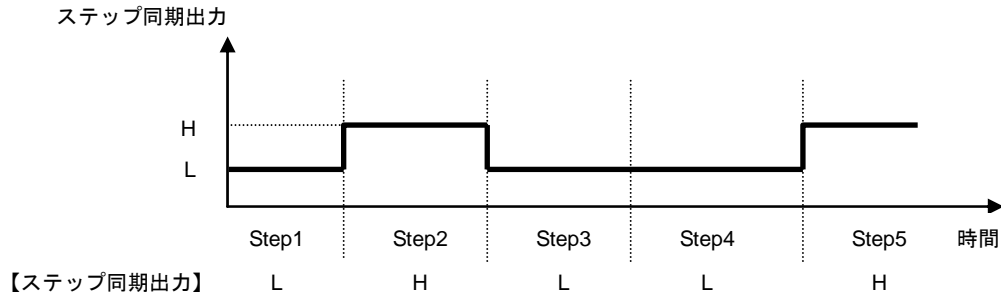 ステップ同期出力
H
L
Step1 Step2 Step3 Step4 Step5 時間
【ステップ同期出力】 L H L L H